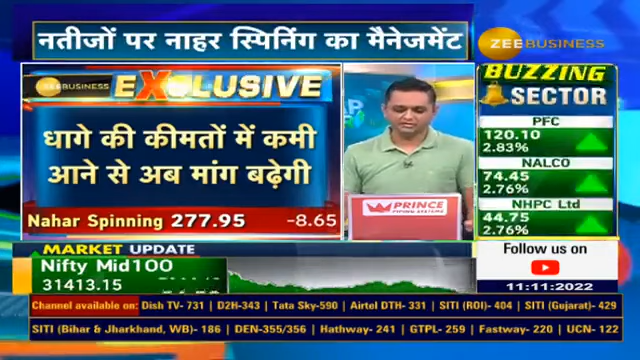 नतीजों पर नाहर स्पिनिंग का मैनेजमेंट
ZEE BUSINESS
ZEE BUSINESS
EXCLUSIVE
धागे की कीमतों में कमी
आने से अब मांग बढ़ेगी
Nahar Spinning 277.95 -8.65
PRINCE
PIPING SYSTEMS
BUZZING
SECTOR
PFC
120.10
2.83%
NALCO
74.45
2.76%
NHPC Ltd
44.75
2.76%
MARKET UPDATE
Nifty Mid100
31413.15
Follow us on
11:11:2022
Channel available on: Dish TV- 731 | D2H-343 | Tata Sky-590 | Airtel DTH- 331 | SITI (ROI)- 404 | SITI (Gujarat)- 429
SITI (Bihar & Jharkhand, WB)- 186 | DEN-355/356 | Hathway- 241 | GTPL- 259 | Fastway- 220 | UCN- 122